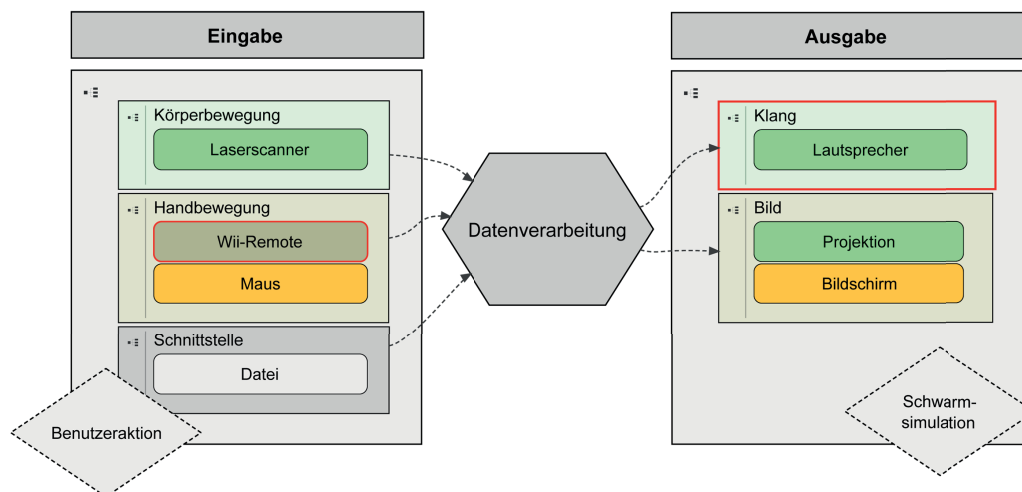 Eingabe
Körperbewegung
Laserscanner
Handbewegung
Wii-Remote
Maus
Schnittstelle
Datei
Benutzeraktion
Datenverarbeitung
Ausgabe
Klang
Lautsprecher
Bild
Projektion
Bildschirm
Schwarm-
simulation